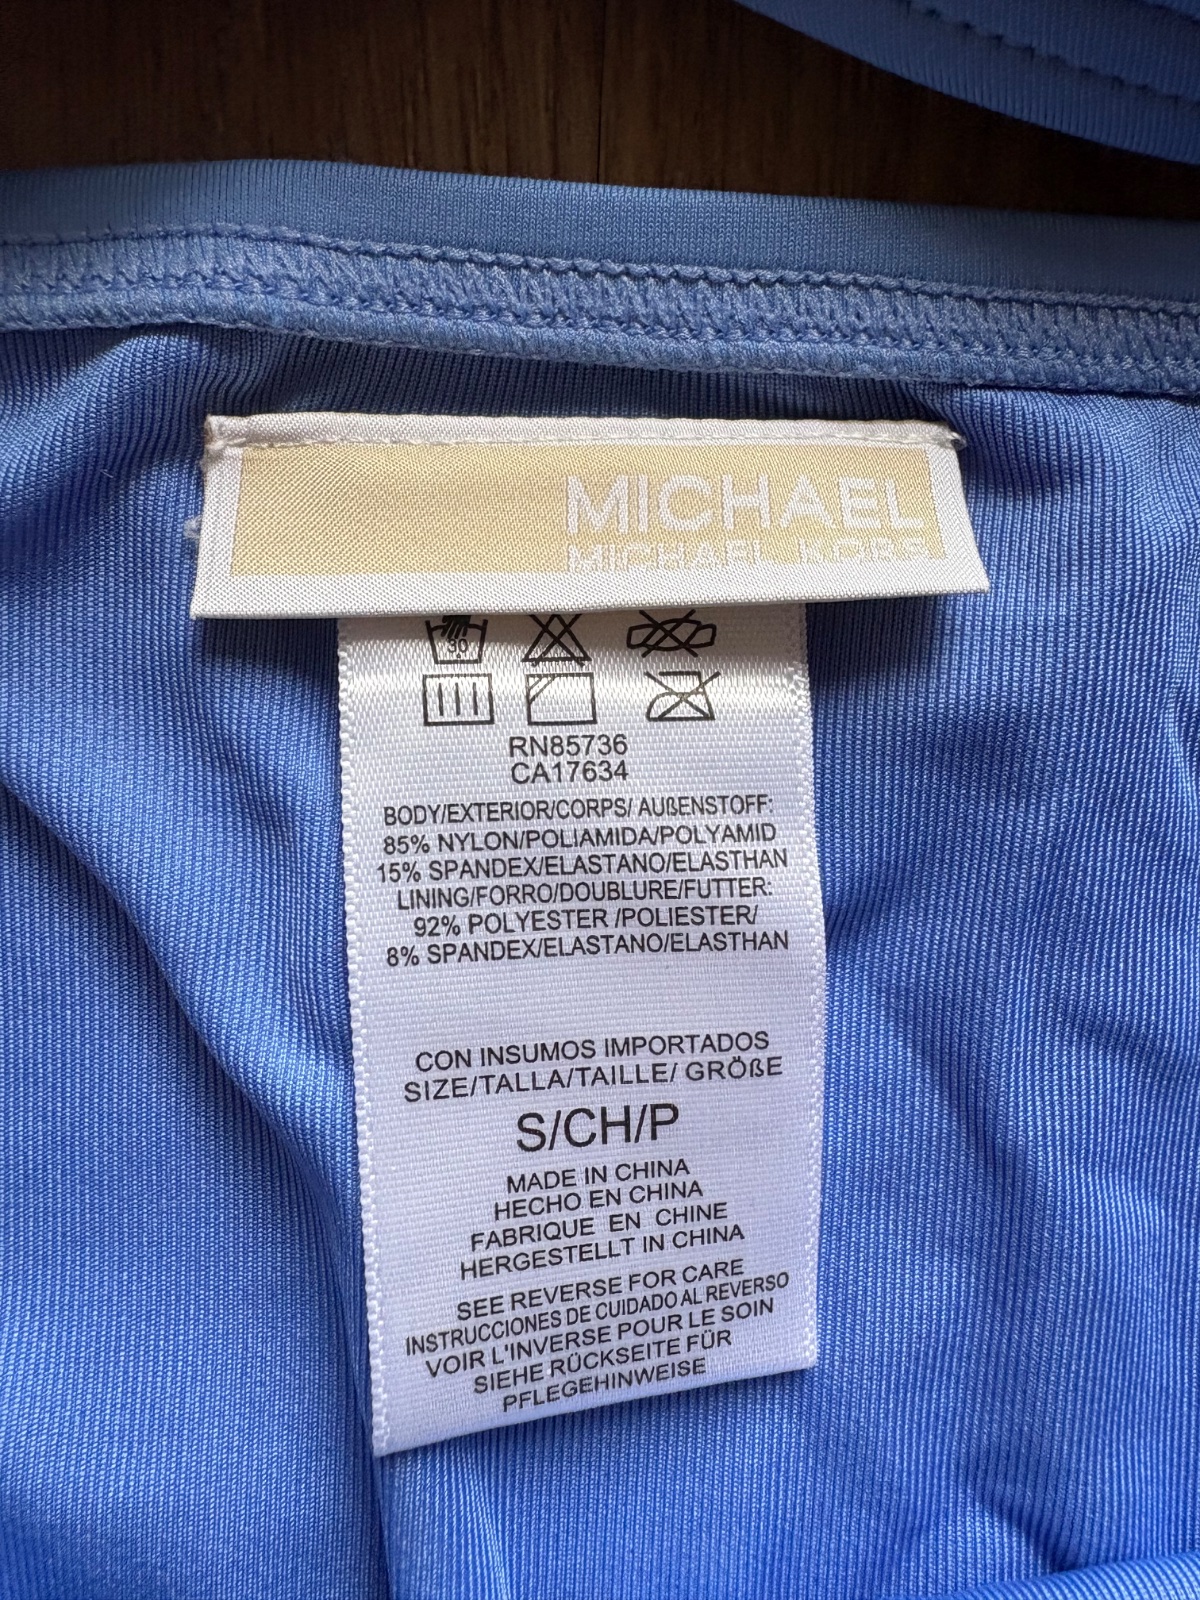 MICHAEL
MICHAEL KORS
30
RN85736
CA17634
BODY/EXTERIOR/CORPS/ AUßENSTOFF:
85% NYLON/POLIAMIDA/POLYAMID
15% SPANDEX/ELASTANO/ELASTHAN
LINING/FORRO/DOUBLURE/FUTTER:
92% POLYESTER /POLIESTER/
8% SPANDEX/ELASTANO/ELASTHAN
CON INSUMOS IMPORTADOS
SIZE/TALLA/TAILLE/ GRÖßE
S/CH/P
MADE IN CHINA
HECHO EN CHINA
FABRIQUE EN CHINE
HERGESTELLT IN CHINA
SEE REVERSE FOR CARE
INSTRUCCIONES DE CUIDADO AL REVERSO
VOIR L'INVERSE POUR LE SOIN
SIEHE RÜCKSEITE FÜR
PFLEGEHINWEISE